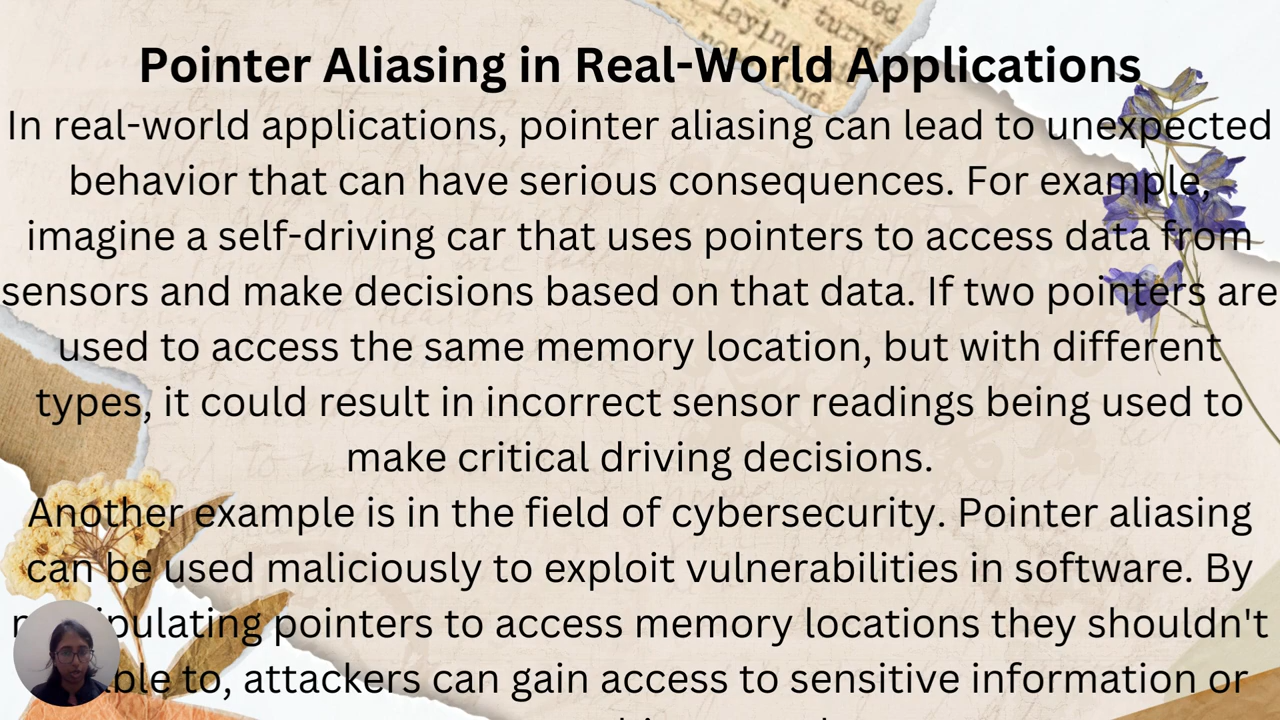 laying
turn
Pointer Aliasing in Real-World Applications
In real-world applications, pointer aliasing can lead to unexpected
behavior that can have serious consequences. For example,
imagine a self-driving car that uses pointers to access data from
sensors and make decisions based on that data. If two pointers are
used to access the same memory location, but with different
types, it could result in incorrect sensor readings being used to
make critical driving decisions.
Another example is in the field of cybersecurity. Pointer aliasing
can be used maliciously to exploit vulnerabilities in software. By
pointers to access memory locations they shouldn't
to, attackers can gain access to sensitive information or